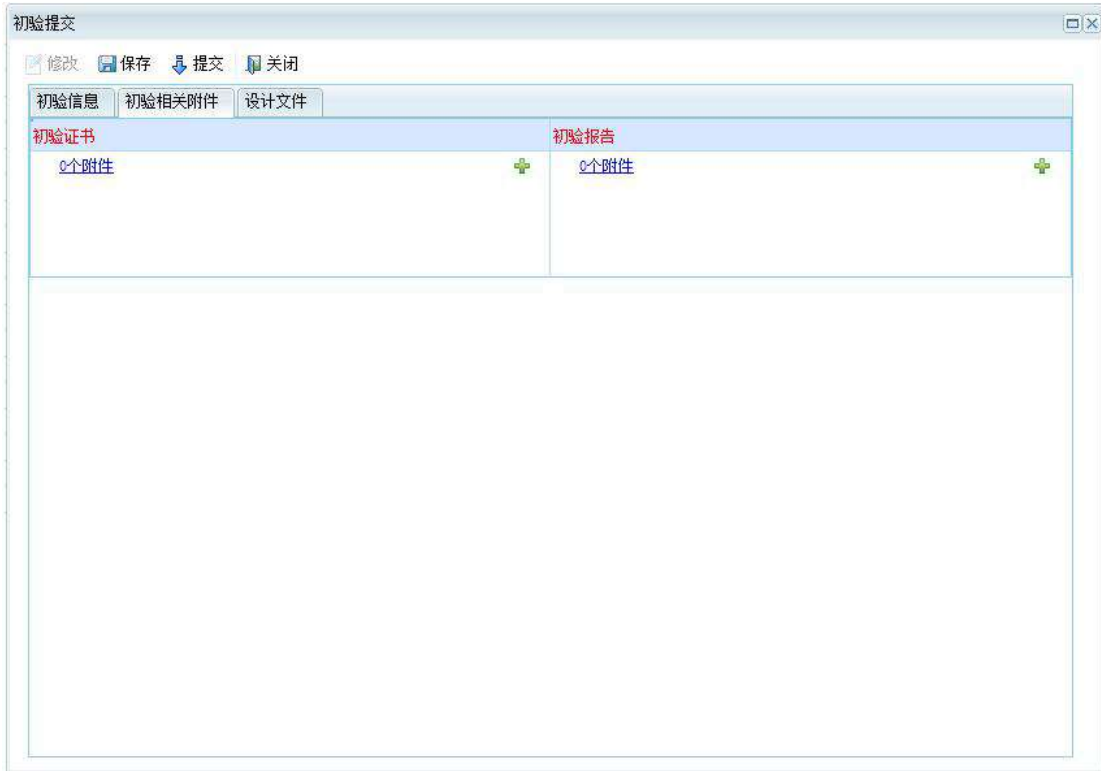 初验提交
修改 保存 提交 关闭
初验信息 初验相关附件 设计文件
初验证书 初验报告
0个附件 0个附件